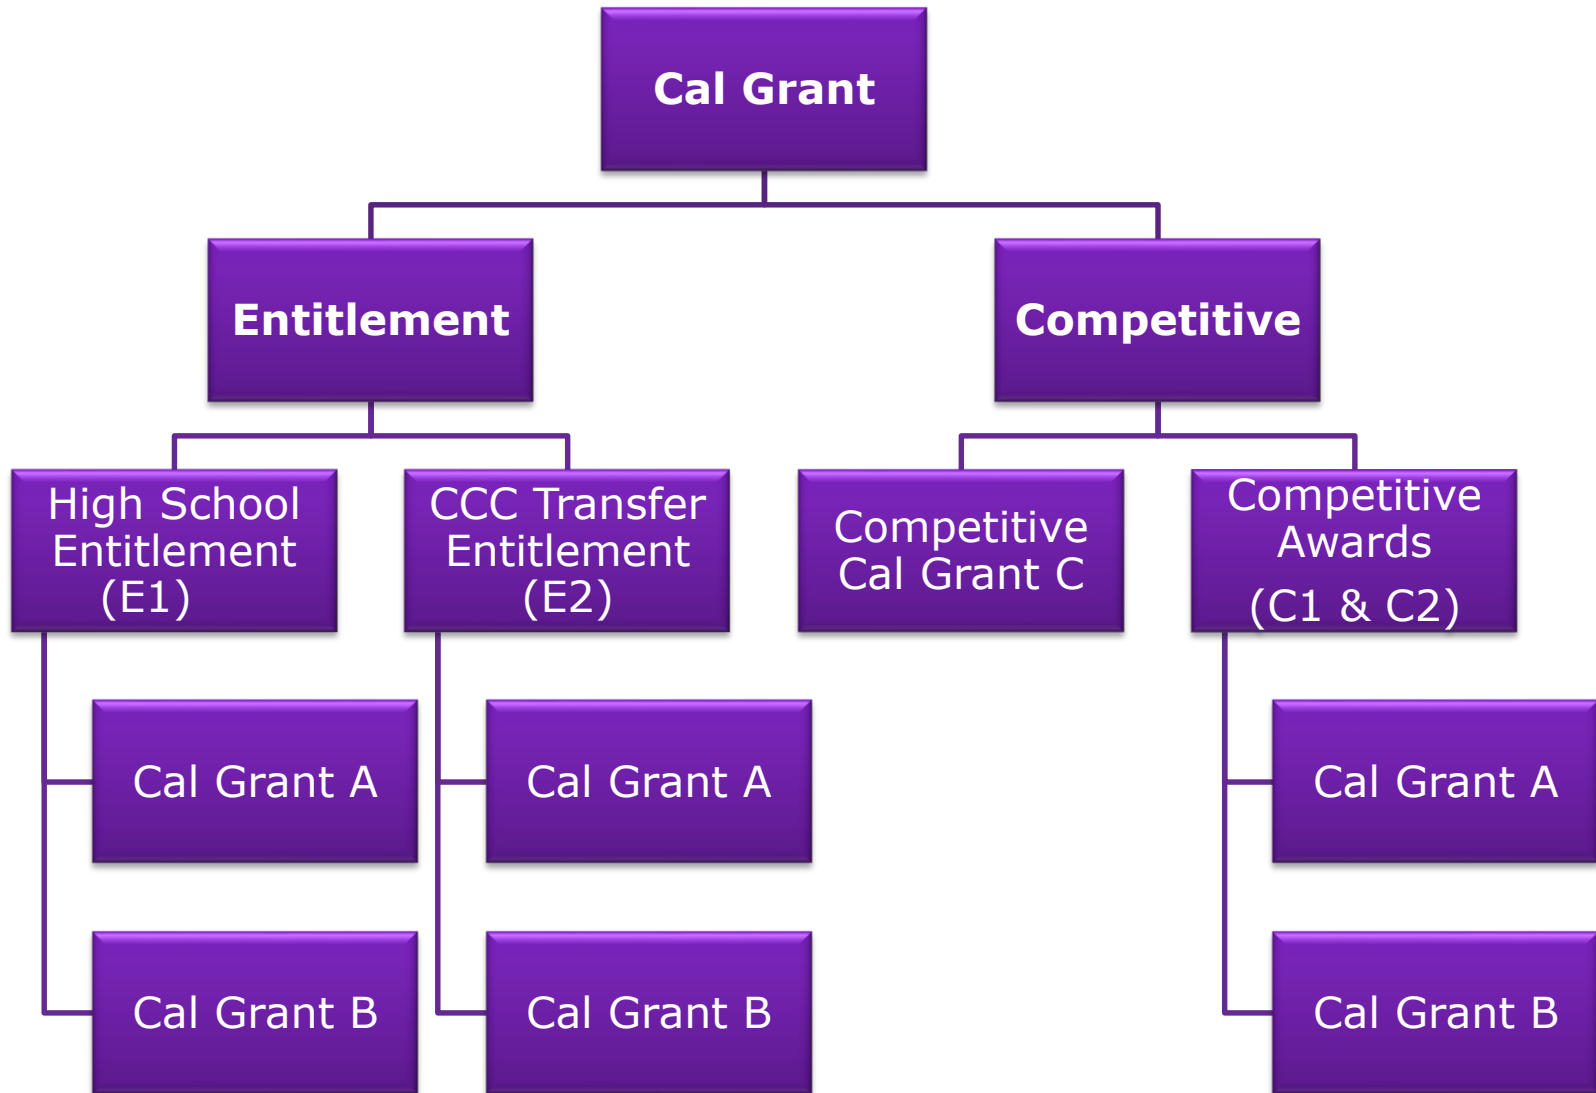 Cal Grant
Entitlement
Competitive
High School
Entitlement
(E1)
CCC Transfer
Entitlement
(E2)
Competitive
Cal Grant C
Competitive
Awards
(C1 & C2)
Cal Grant A
Cal Grant A
Cal Grant A
Cal Grant B
Cal Grant B
Cal Grant B